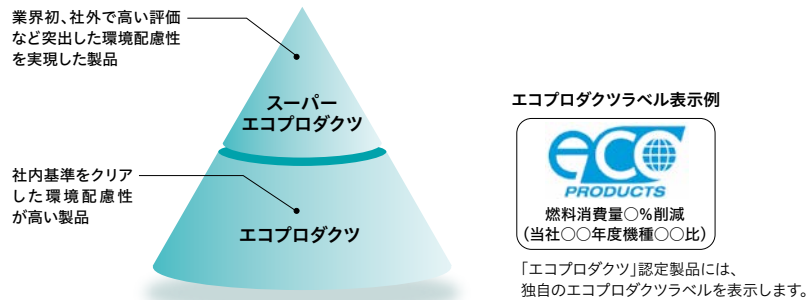 業界初、社外で高い評価
など突出した環境配慮性
を実現した製品
スーパー
エコプロダクツ
社内基準をクリア
した環境配慮性
が高い製品
エコプロダクツ
エコプロダクツラベル表示例
eco
PRODUCTS
燃料消費量○%削減
(当社○○年度機種○○比)
「エコプロダクツ」認定製品には、
独自のエコプロダクツラベルを表示します。